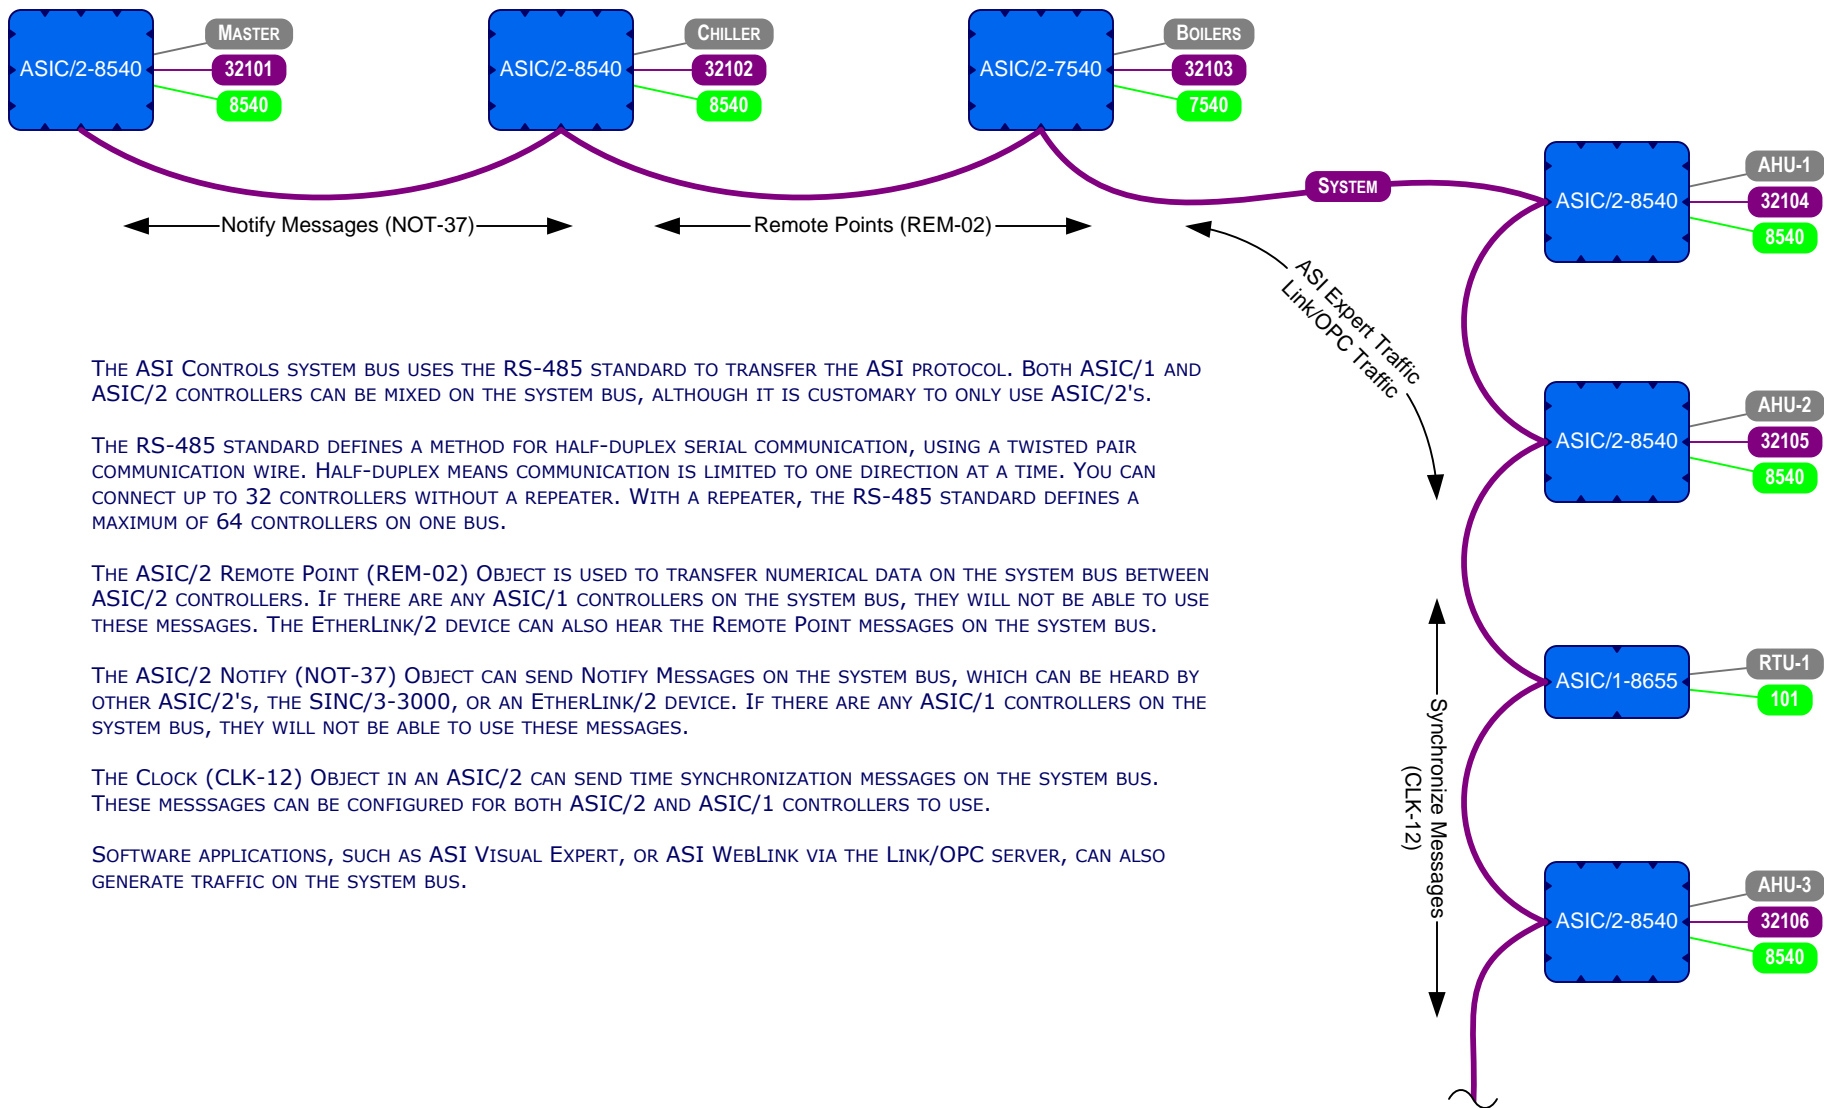 ASIC/2-8540
MASTER
32101
8540
ASIC/2-8540
CHILLER
32102
8540
ASIC/2-7540
BOILERS
32103
7540
SYSTEM
ASIC/2-8540
AHU-1
32104
8540
Notify Messages (NOT-37)
Remote Points (REM-02)
ASI Expert Traffic
Link/OPC Traffic
THE ASI CONTROLS SYSTEM BUS USES THE RS-485 STANDARD TO TRANSFER THE ASI PROTOCOL. BOTH ASIC/1 AND
ASIC/2 CONTROLLERS CAN BE MIXED ON THE SYSTEM BUS, ALTHOUGH IT IS CUSTOMARY TO ONLY USE ASIC/2'S.
THE RS-485 STANDARD DEFINES A METHOD FOR HALF-DUPLEX SERIAL COMMUNICATION, USING A TWISTED PAIR
COMMUNICATION WIRE. HALF-DUPLEX MEANS COMMUNICATION IS LIMITED TO ONE DIRECTION AT A TIME. YOU CAN
CONNECT UP TO 32 CONTROLLERS WITHOUT A REPEATER. WITH A REPEATER, THE RS-485 STANDARD DEFINES A
MAXIMUM OF 64 CONTROLLERS ON ONE BUS.
THE ASIC/2 REMOTE POINT (REM-02) OBJECT IS USED TO TRANSFER NUMERICAL DATA ON THE SYSTEM BUS BETWEEN
ASIC/2 CONTROLLERS. IF THERE ARE ANY ASIC/1 CONTROLLERS ON THE SYSTEM BUS, THEY WILL NOT BE ABLE TO USE
THESE MESSAGES. THE ETHERLINK/2 DEVICE CAN ALSO HEAR THE REMOTE POINT MESSAGES ON THE SYSTEM BUS.
THE ASIC/2 NOTIFY (NOT-37) OBJECT CAN SEND NOTIFY MESSAGES ON THE SYSTEM BUS, WHICH CAN BE HEARD BY
OTHER ASIC/2'S, THE SINC/3-3000, OR AN ETHERLINK/2 DEVICE. IF THERE ARE ANY ASIC/1 CONTROLLERS ON THE
SYSTEM BUS, THEY WILL NOT BE ABLE TO USE THESE MESSAGES.
THE CLOCK (CLK-12) OBJECT IN AN ASIC/2 CAN SEND TIME SYNCHRONIZATION MESSAGES ON THE SYSTEM BUS.
THESE MESSSAGES CAN BE CONFIGURED FOR BOTH ASIC/2 AND ASIC/1 CONTROLLERS TO USE.
SOFTWARE APPLICATIONS, SUCH AS ASI VISUAL EXPERT, OR ASI WEBLINK VIA THE LINK/OPC SERVER, CAN ALSO
GENERATE TRAFFIC ON THE SYSTEM BUS.
ASIC/2-8540
AHU-2
32105
8540
ASIC/1-8655
RTU-1
101
Synchronize Messages
(CLK-12)
ASIC/2-8540
AHU-3
32106
8540